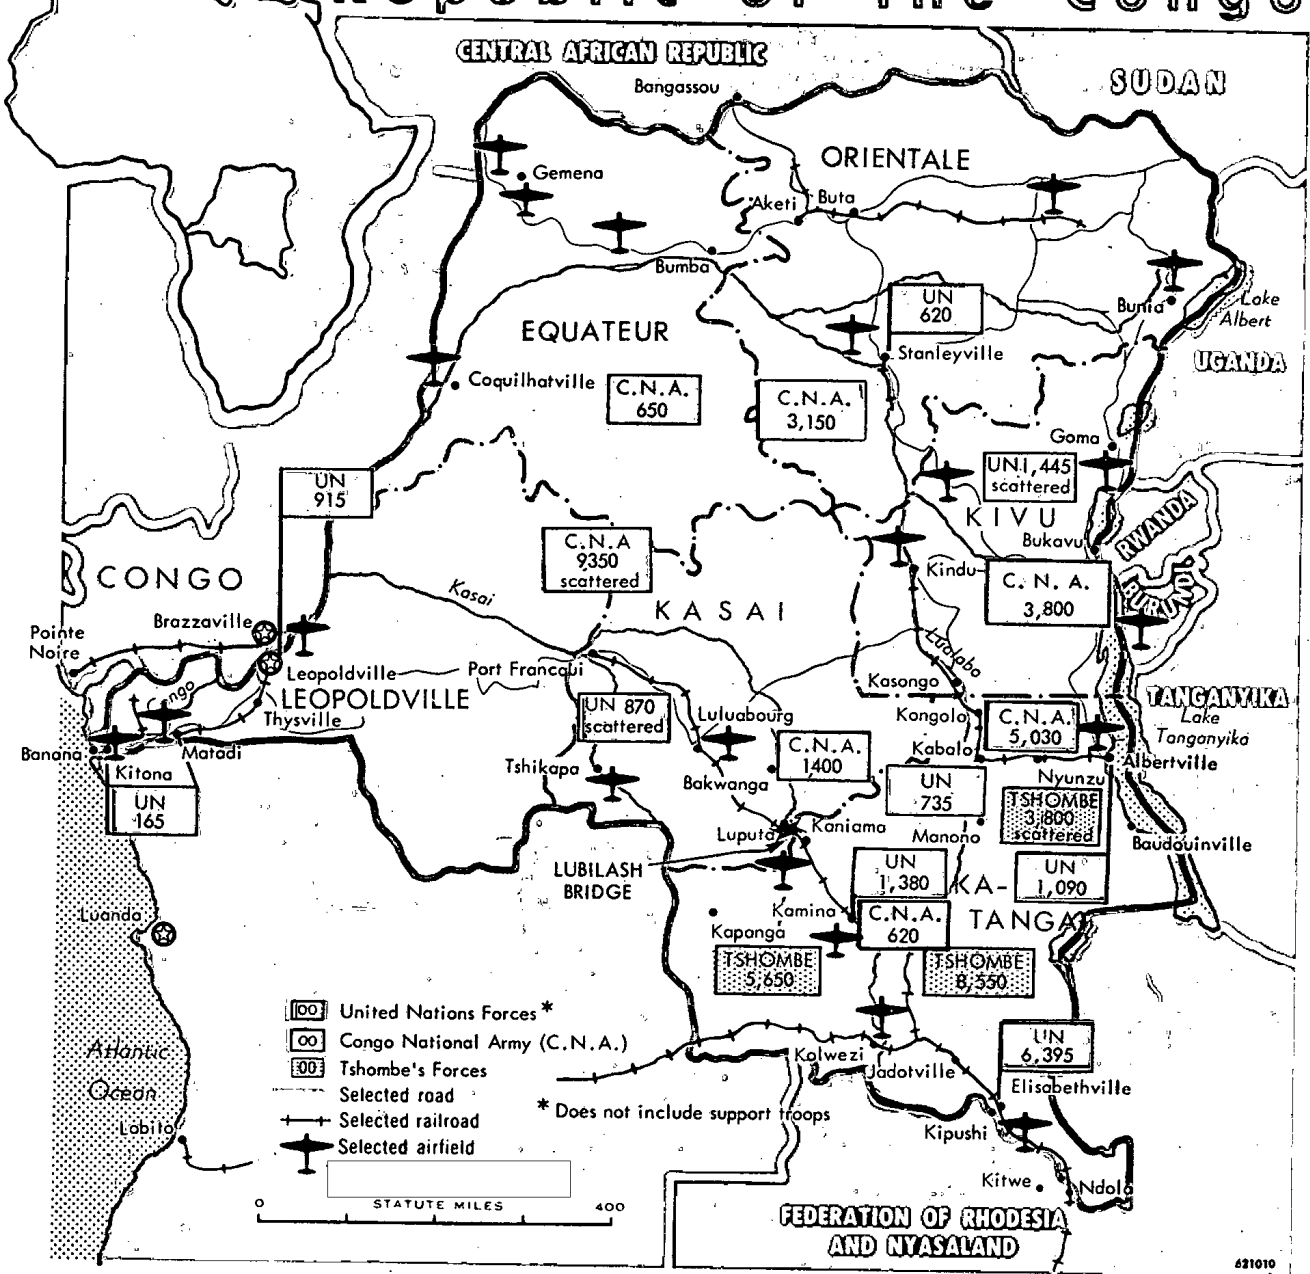 Republic of the Congo
CENTRAL AFRICAN REPUBLIC
SUDAN
Bangassou
ORIENTALE
Gemena
Aketi
Buta
Bumba
UN
620
Bunia
Lake
Albert
EQUATEUR
Stanleyville
UGANDA
Coquilhatville
C.N.A.
650
C.N.A.
3,150
Goma
UN 1,445
scattered
UN
915
KIVU
RWANDA
Bukavu
C.N.A
9350
scattered
CONGO
Kasai
KASAI
Kindu
C.N.A.
3,800
BURUNDI
Brazzaville
Pointe
Noire
Lualaba
Leopoldville
Port Francqui
Kasongo
Congo
LEOPOLDVILLE
TANGANYIKA
Thysville
UN 870
scattered
Luluabourg
Kongolo
C.N.A.
5,030
Lake
Tanganyika
Banana
Matadi
Kitona
C.N.A.
1400
Kabalo
Albertville
Tshikapa
Bakwanga
Nyunzu
UN
165
UN
735
TSHOMBE
3,800
scattered
Luputa
Kaniama
Manono
Baudouinville
LUBILASH
BRIDGE
UN
1,380
UN
1,090
KA-
TANGA
Luanda
Kapanga
Kamina
C.N.A.
620
TSHOMBE
5,650
TSHOMBE
8,550
00 United Nations Forces *
00 Congo National Army (C.N.A.)
00 Tshombe's Forces
Selected road
Selected railroad
Selected airfield
* Does not include support troops
Atlantic
Ocean
Lobito
UN
6,395
Kolwezi
Jadotville
Elisabethville
Kipushi
Kitwe
Ndola
0 STATUTE MILES 400
FEDERATION OF RHODESIA
AND NYASALAND
621010